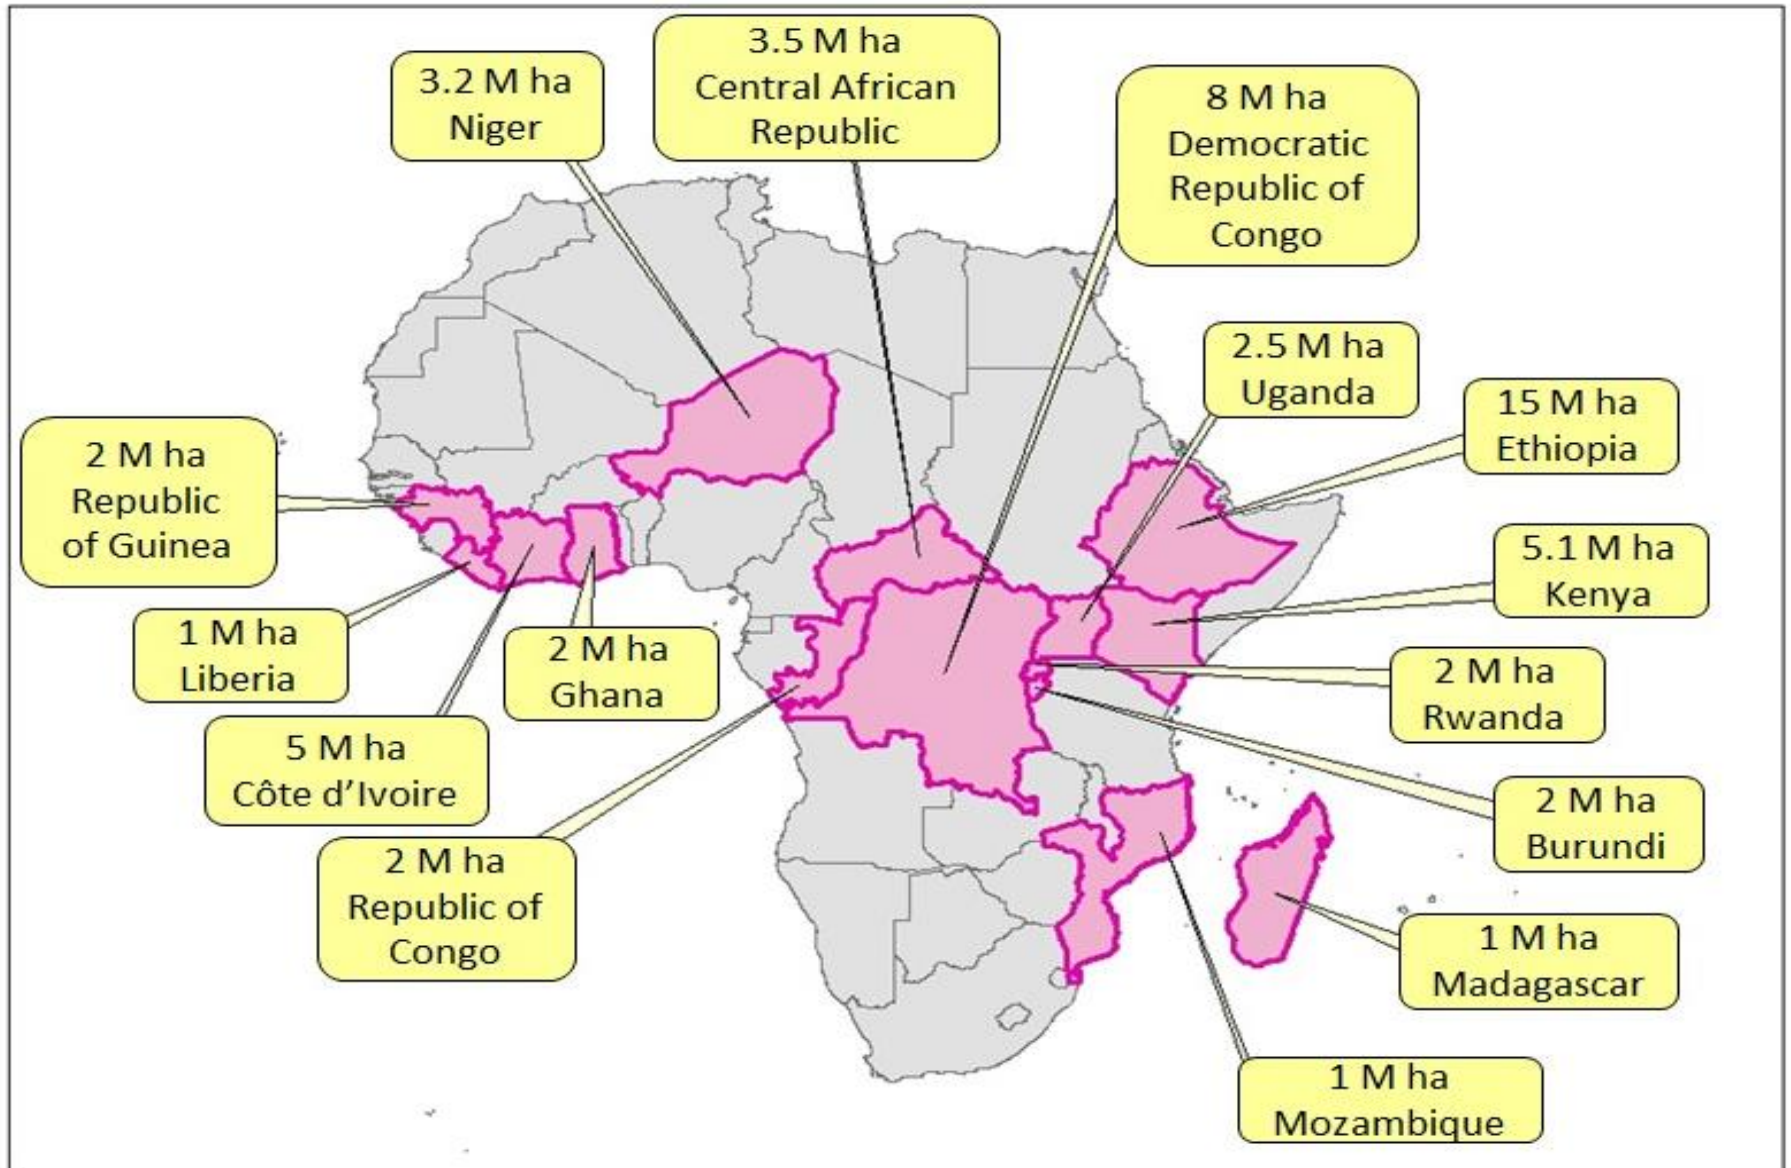 3.2 M ha
Niger
3.5 M ha
Central African
Republic
8 M ha
Democratic
Republic of
Congo
2.5 M ha
Uganda
15 M ha
Ethiopia
2 M ha
Republic
of Guinea
5.1 M ha
Kenya
1 M ha
Liberia
2 M ha
Ghana
2 M ha
Rwanda
5 M ha
Côte d’Ivoire
2 M ha
Burundi
2 M ha
Republic of
Congo
1 M ha
Madagascar
1 M ha
Mozambique